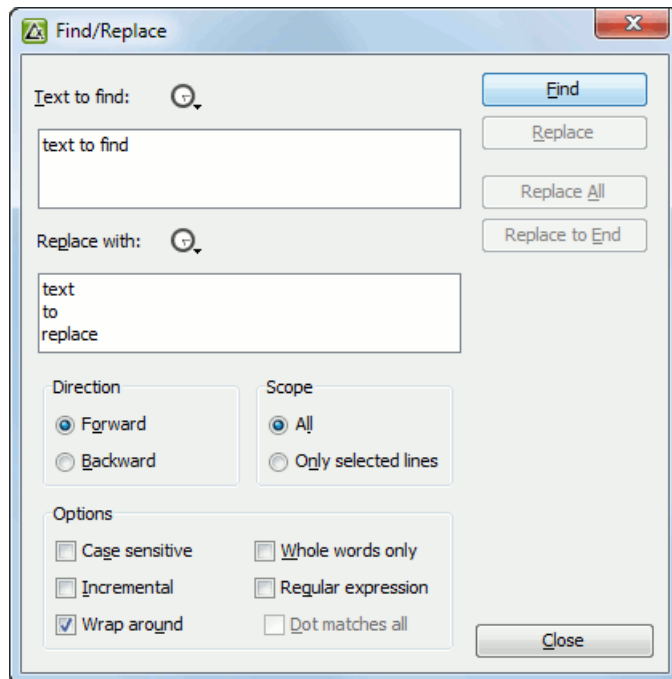 Find/Replace
Text to find:
Find
text to find
Replace
Replace All
Replace with:
Replace to End
text
to
replace
Direction
Scope
Forward
All
Backward
Only selected lines
Options
Case sensitive
Whole words only
Incremental
Regular expression
Wrap around
Dot matches all
Close